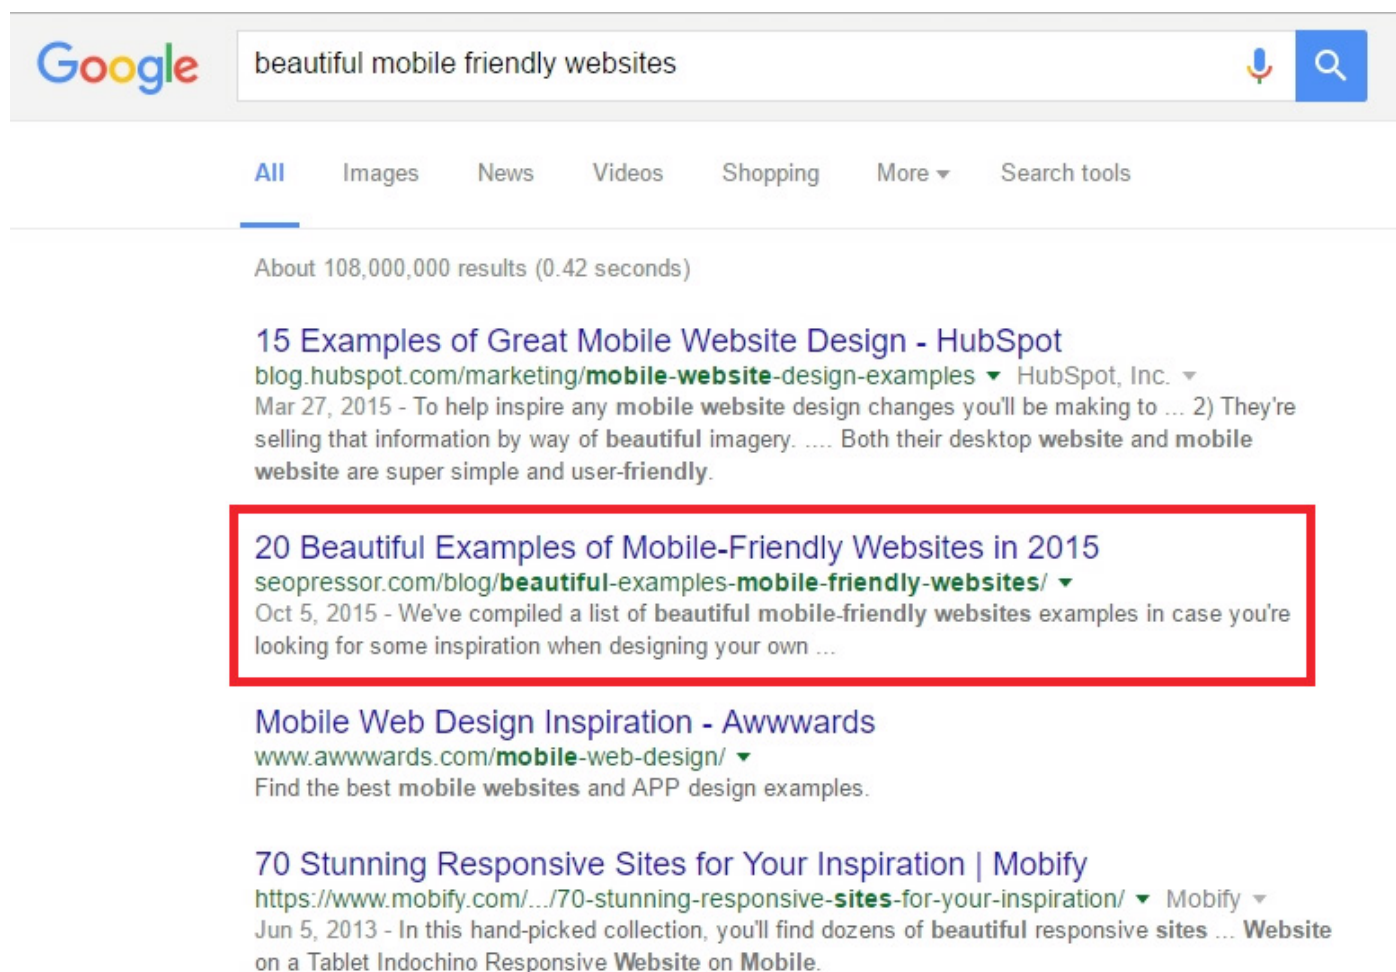 Google
beautiful mobile friendly websites
All Images News Videos Shopping More Search tools
About 108,000,000 results (0.42 seconds)
15 Examples of Great Mobile Website Design - HubSpot
blog.hubspot.com/marketing/mobile-website-design-examples HubSpot, Inc.
Mar 27, 2015 - To help inspire any mobile website design changes you'll be making to ... 2) They're
selling that information by way of beautiful imagery. .... Both their desktop website and mobile
website are super simple and user-friendly.
20 Beautiful Examples of Mobile-Friendly Websites in 2015
seopressor.com/blog/beautiful-examples-mobile-friendly-websites/
Oct 5, 2015 - We've compiled a list of beautiful mobile-friendly websites examples in case you're
looking for some inspiration when designing your own ...
Mobile Web Design Inspiration - Awwwards
www.awwwards.com/mobile-web-design/
Find the best mobile websites and APP design examples.
70 Stunning Responsive Sites for Your Inspiration | Mobify
https://www.mobify.com/.../70-stunning-responsive-sites-for-your-inspiration/ Mobify
Jun 5, 2013 - In this hand-picked collection, you'll find dozens of beautiful responsive sites ... Website
on a Tablet Indochino Responsive Website on Mobile.